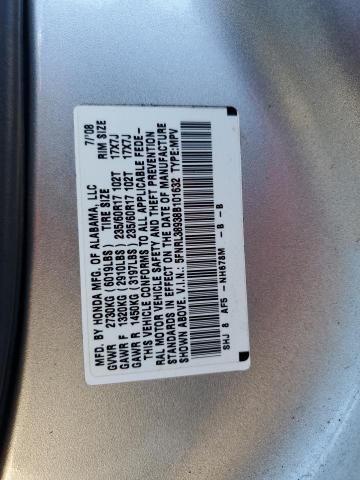 MFD. BY HONDA MFG. OF ALABAMA, LLC 7/'08
TIRE SIZE RIM SIZE
GVWR 2730KG (6019LBS)
GAWR F 1320KG (2910LBS) 235/60R17 102T 17X7J
GAWR R 1450KG (3197LBS) 235/60R17 102T 17X7J
THIS VEHICLE CONFORMS TO ALL APPLICABLE FEDE-
RAL MOTOR VEHICLE SAFETY AND THEFT PREVENTION
STANDARDS IN EFFECT ON THE DATE OF MANUFACTURE
SHOWN ABOVE. V.I.N.: 5FNRL38938B101632 TYPE:MPV
SHJ 8 AF5 - NH678M - B - B